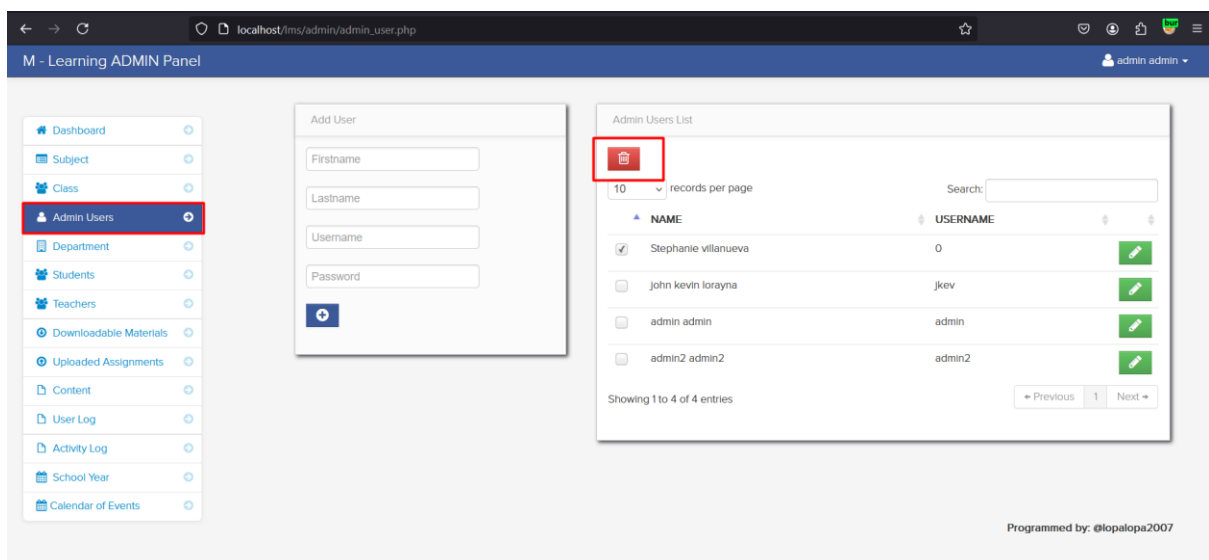 localhost/lms/admin/admin_user.php
bur
M - Learning ADMIN Panel
admin admin
Dashboard
Subject
Class
Admin Users
Department
Students
Teachers
Downloadable Materials
Uploaded Assignments
Content
User Log
Activity Log
School Year
Calendar of Events
Add User
Firstname
Lastname
Username
Password
Admin Users List
10 records per page
Search:
NAME USERNAME
Stephanie villanueva 0
john kevin lorayna jkev
admin admin admin
admin2 admin2 admin2
Showing 1 to 4 of 4 entries
← Previous 1 Next →
Programmed by: @lopalopa2007